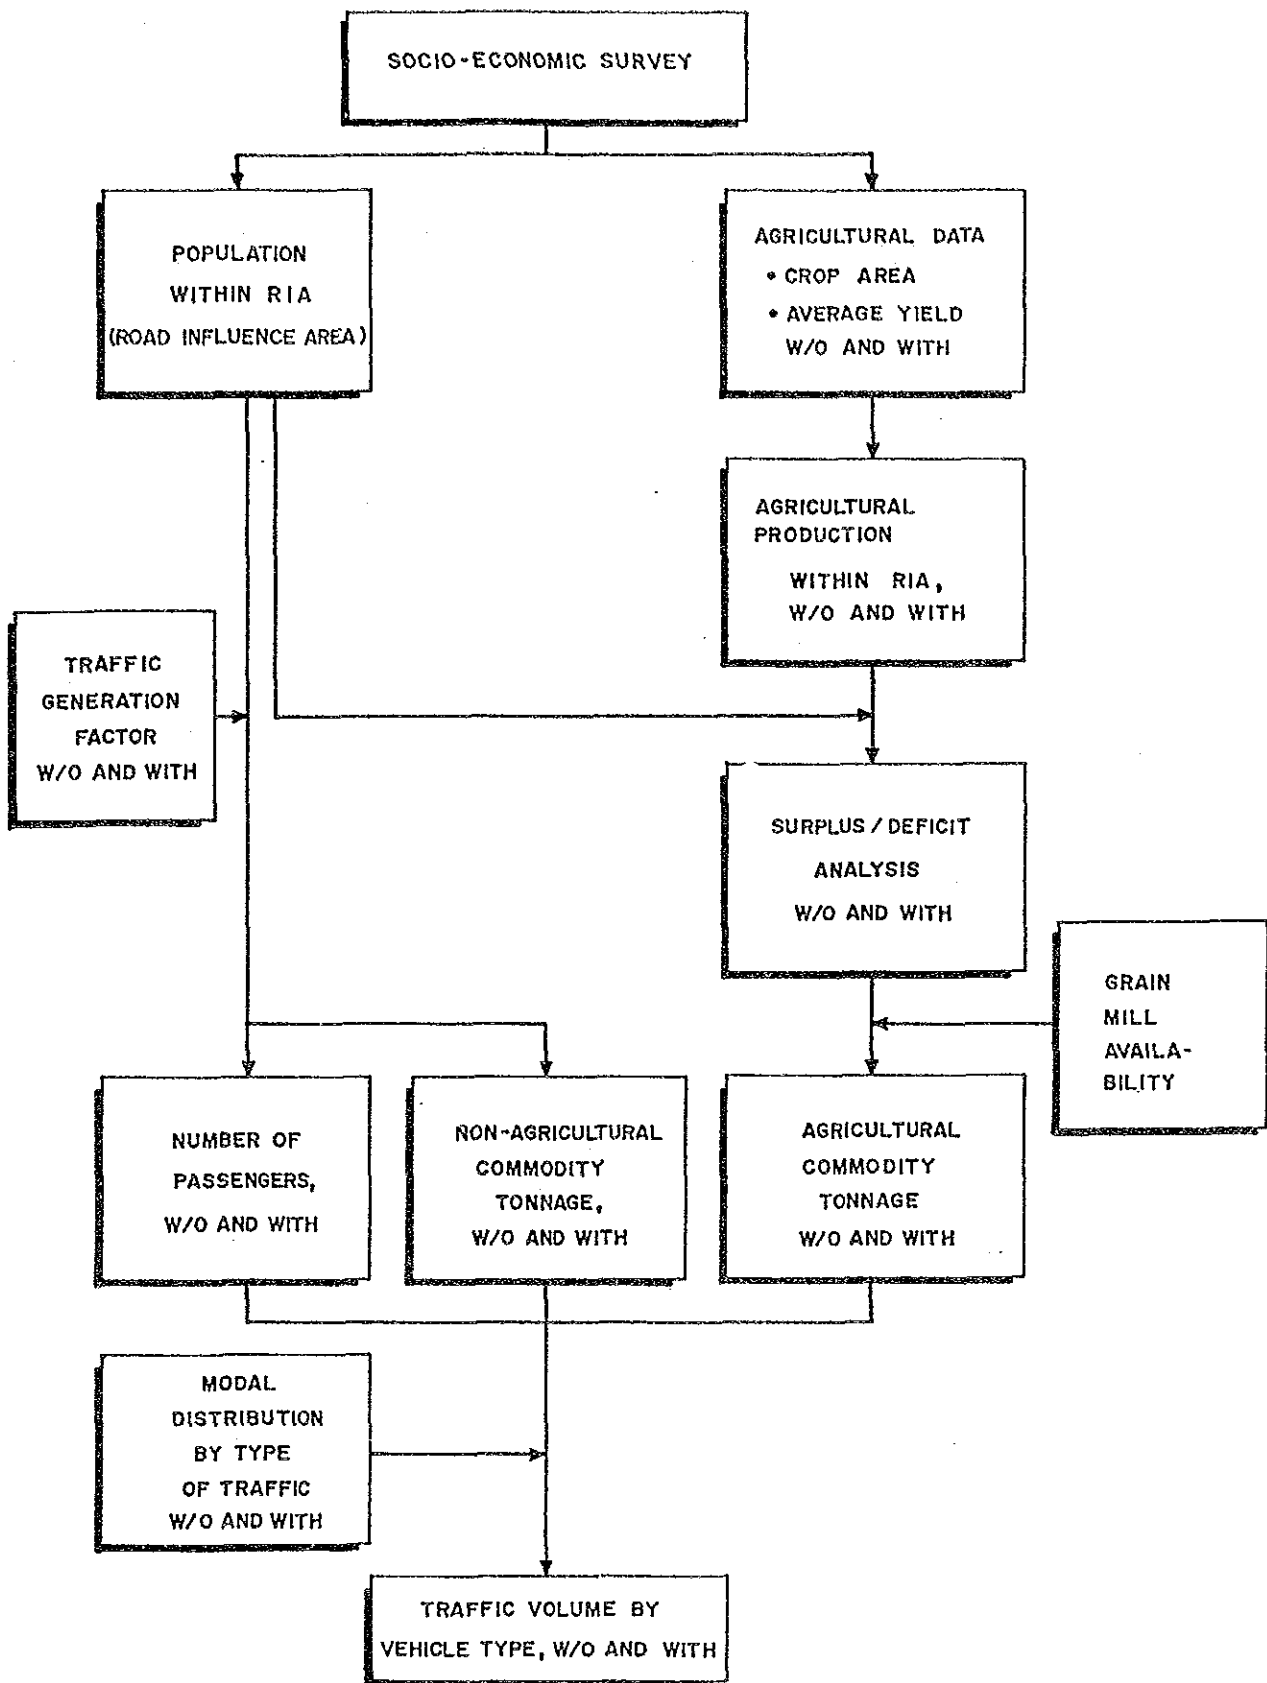 SOCIO-ECONOMIC SURVEY
POPULATION
WITHIN RIA
(ROAD INFLUENCE AREA)
AGRICULTURAL DATA
• CROP AREA
• AVERAGE YIELD
W/O AND WITH
AGRICULTURAL
PRODUCTION
WITHIN RIA,
W/O AND WITH
TRAFFIC
GENERATION
FACTOR
W/O AND WITH
SURPLUS/DEFICIT
ANALYSIS
W/O AND WITH
GRAIN
MILL
AVAILA-
BILITY
NUMBER OF
PASSENGERS,
W/O AND WITH
NON-AGRICULTURAL
COMMODITY
TONNAGE,
W/O AND WITH
AGRICULTURAL
COMMODITY
TONNAGE
W/O AND WITH
MODAL
DISTRIBUTION
BY TYPE
OF TRAFFIC
W/O AND WITH
TRAFFIC VOLUME BY
VEHICLE TYPE, W/O AND WITH